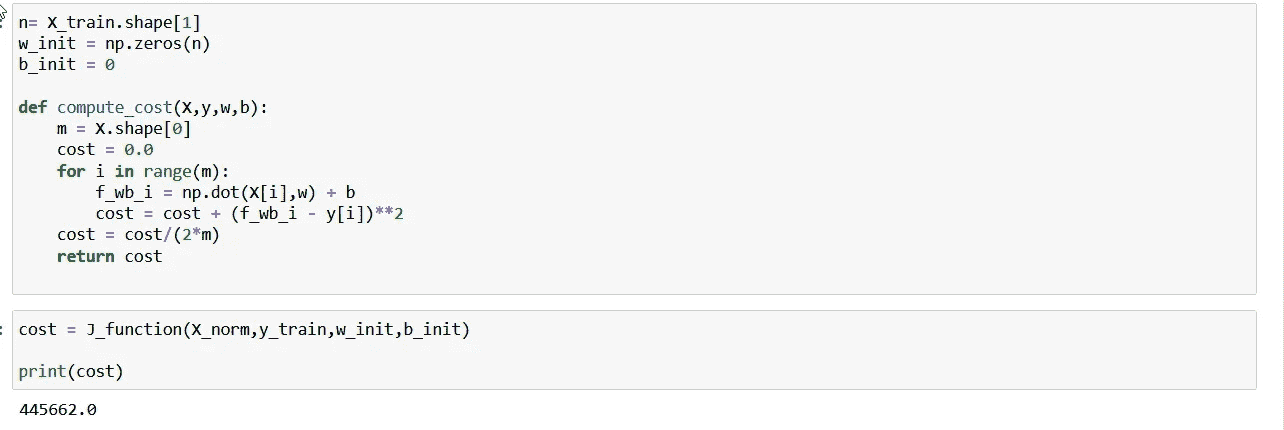 n= X_train.shape[1]
w_init = np.zeros(n)
b_init = 0
def compute_cost(X,y,w,b):
    m = X.shape[0]
    cost = 0.0
    for i in range(m):
        f_wb_i = np.dot(X[i],w) + b
        cost = cost + (f_wb_i - y[i])**2
    cost = cost/(2*m)
    return cost
: cost = J_function(X_norm,y_train,w_init,b_init)
print(cost)
445662.0